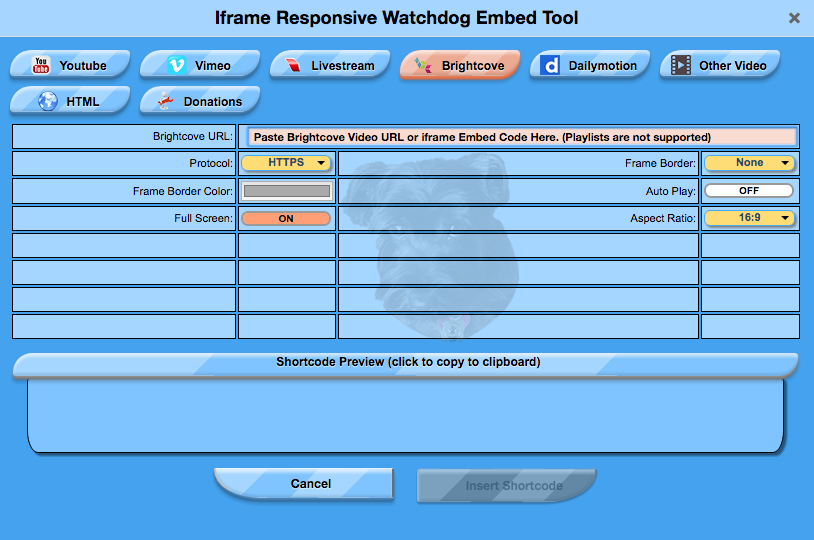 Iframe Responsive Watchdog Embed Tool ×
You Tube Youtube Vimeo Livestream Brightcove d Dailymotion Other Video
HTML Donations
Brightcove URL: Paste Brightcove Video URL or iframe Embed Code Here. (Playlists are not supported)
Protocol: HTTPS Frame Border: None
Frame Border Color: Auto Play: OFF
Full Screen: ON Aspect Ratio: 16:9
Shortcode Preview (click to copy to clipboard)
Cancel Insert Shortcode